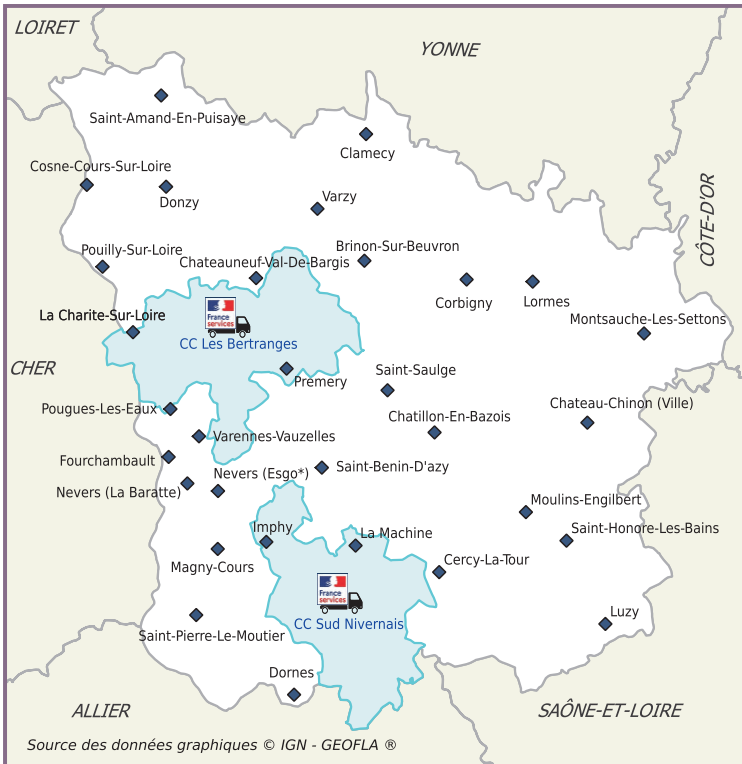 LOIRET
YONNE
Saint-Amand-En-Puisaye
Clamecy
Cosne-Cours-Sur-Loire
Donzy
Varzy
CÔTE-D'OR
Pouilly-Sur-Loire
Chateauneuf-Val-De-Bargis
Brinon-Sur-Beuvron
Corbigny
Lormes
La Charite-Sur-Loire
France
services
Montsauche-Les-Settons
CC Les Bertranges
CHER
Premery
Saint-Saulge
Pougues-Les-Eaux
Chatillon-En-Bazois
Chateau-Chinon (Ville)
Varennes-Vauzelles
Fourchambault
Nevers (Esgo*)
Saint-Benin-D'azy
Nevers (La Baratte)
Moulins-Engilbert
Imphy
La Machine
Saint-Honore-Les-Bains
Magny-Cours
Cercy-La-Tour
France
services
CC Sud Nivernais
Luzy
Saint-Pierre-Le-Moutier
Dornes
ALLIER
SAÔNE-ET-LOIRE
Source des données graphiques © IGN - GEOFLA ®